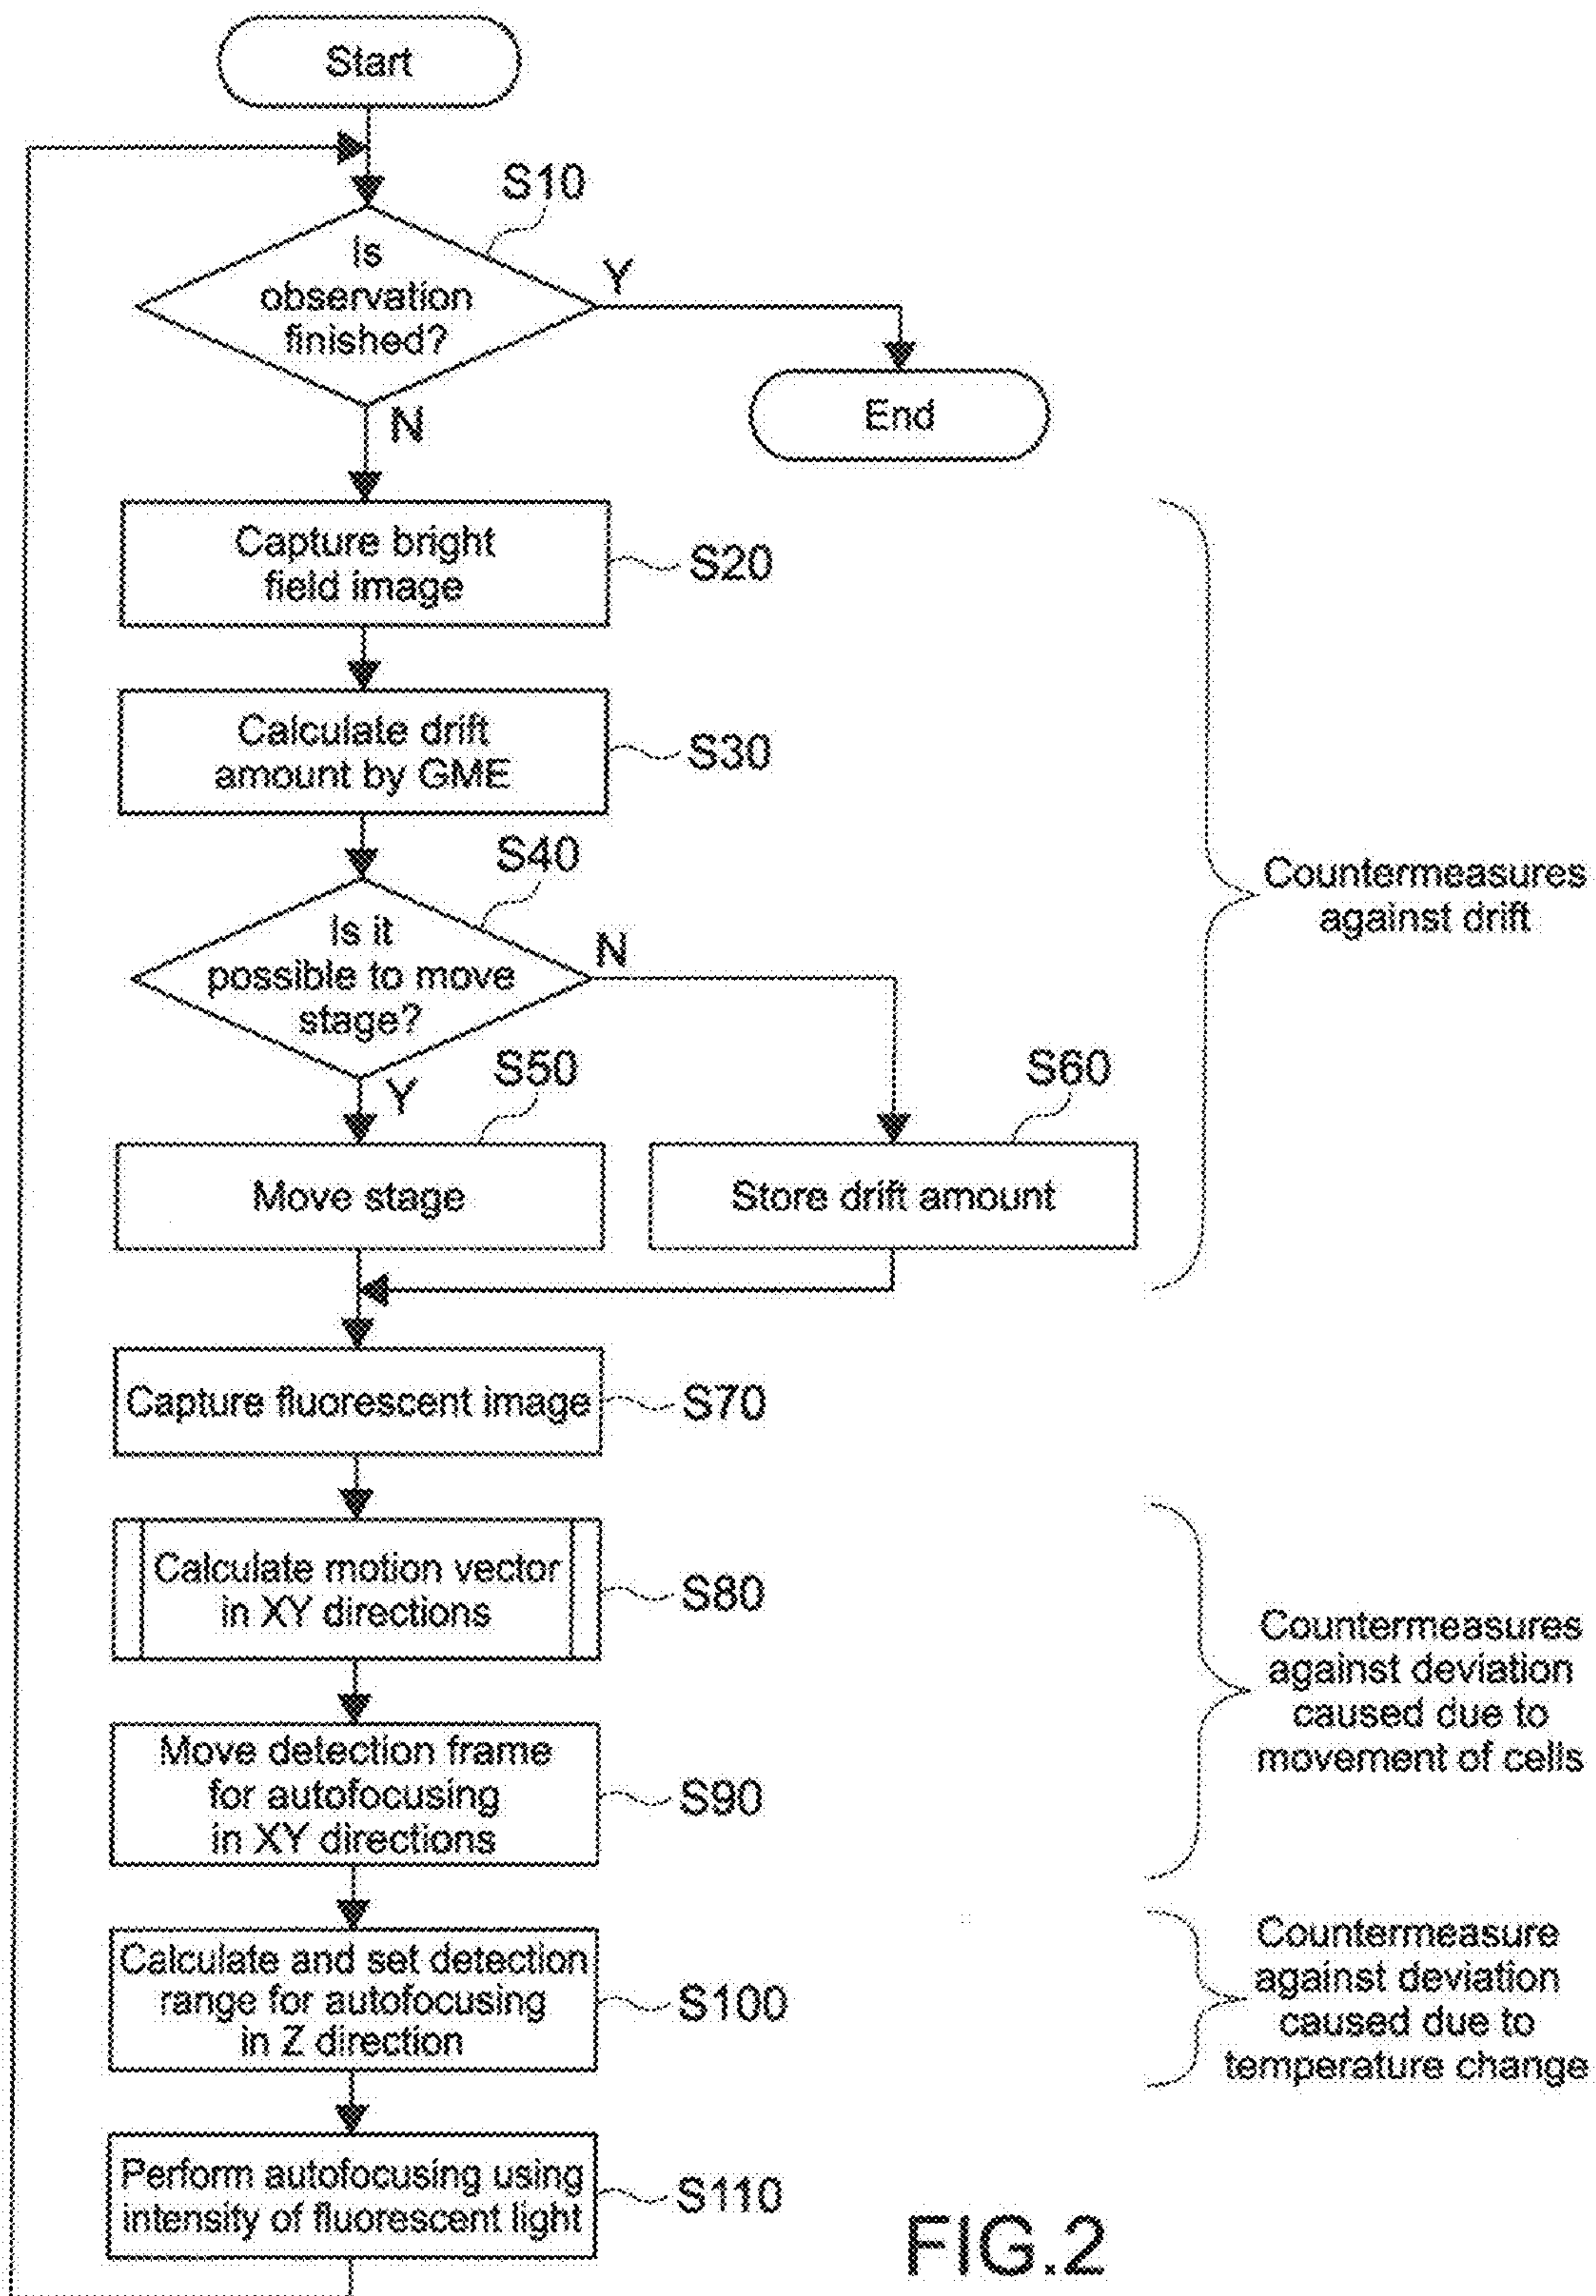 Start
S10
Is
observation
finished?
Y
End
N
Capture bright
field image
S20
Calculate drift
amount by GME
S30
S40
Is it
possible to move
stage?
N
Countermeasures
against drift
Y
S50
S60
Move stage
Store drift amount
Capture fluorescent image
S70
Calculate motion vector
in XY directions
S80
Move detection frame
for autofocusing
in XY directions
S90
Countermeasures
against deviation
caused due to
movement of cells
Calculate and set detection
range for autofocusing
in Z direction
S100
Countermeasure
against deviation
caused due to
temperature change
Perform autofocusing using
intensity of fluorescent light
S110
FIG.2